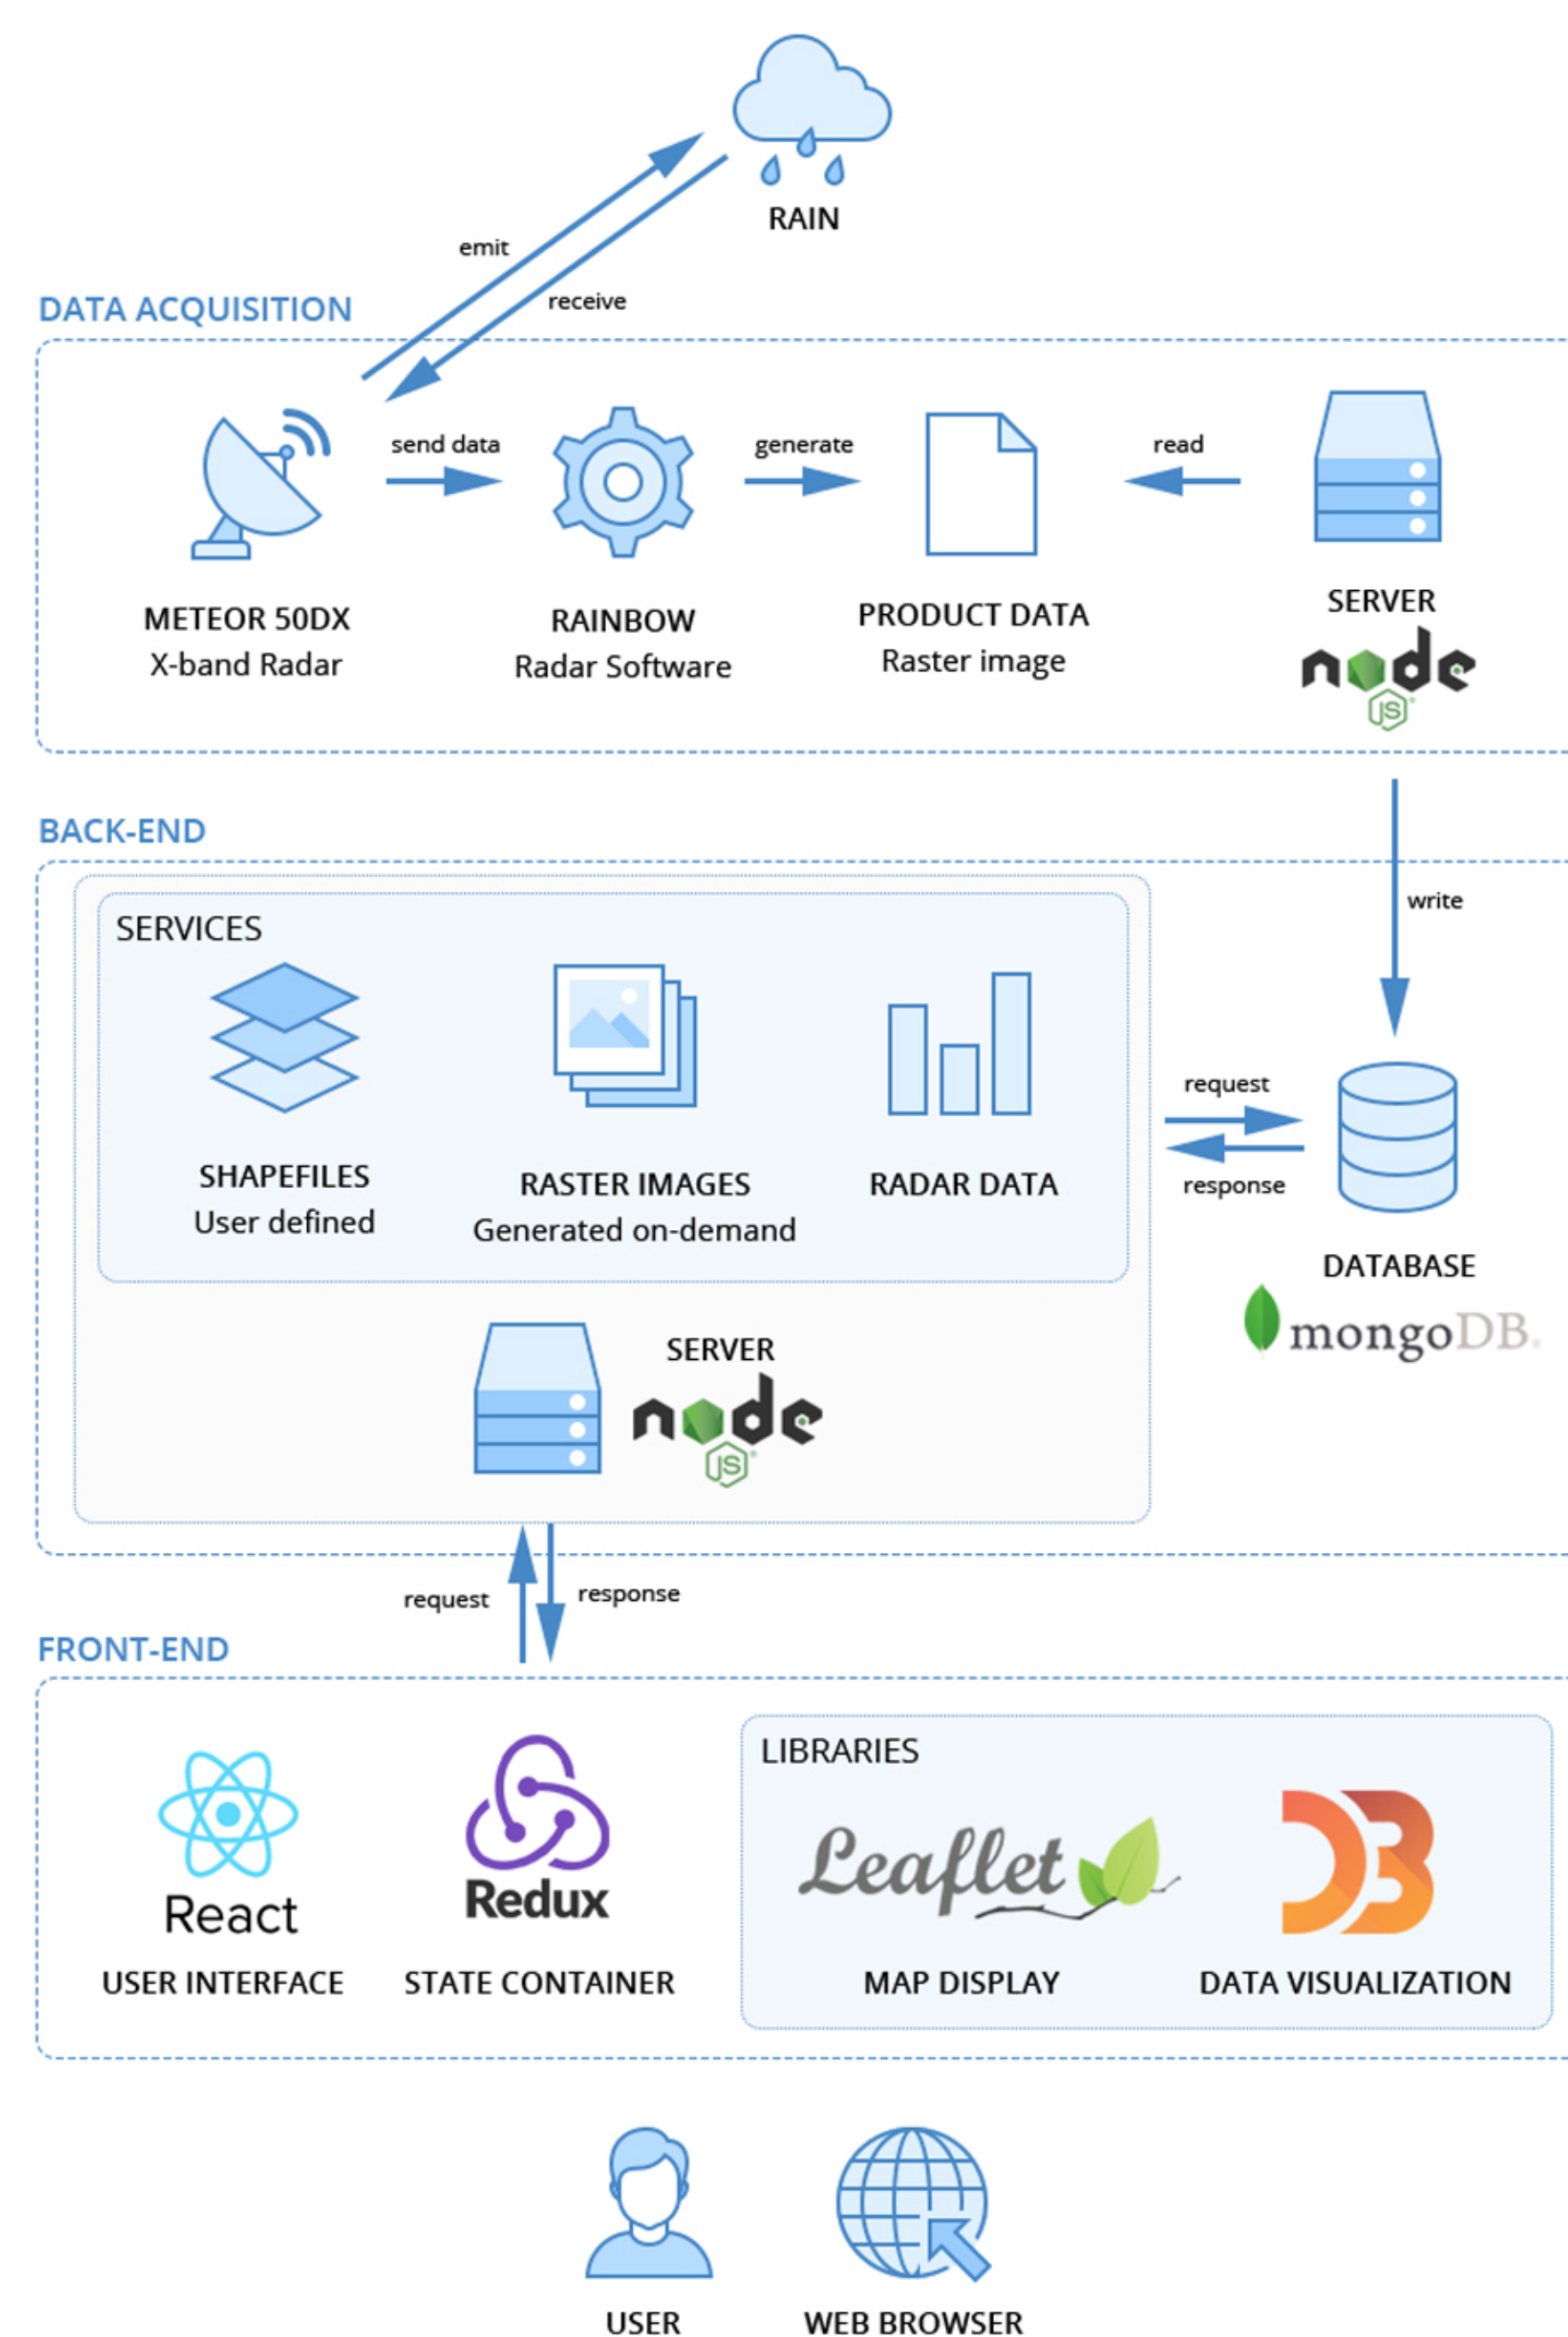 RAIN
emit
receive
DATA ACQUISITION
send data
generate
read
METEOR 50DX
X-band Radar
RAINBOW
Radar Software
PRODUCT DATA
Raster image
SERVER
node
JS
BACK-END
write
SERVICES
SHAPEFILES
User defined
RASTER IMAGES
Generated on-demand
RADAR DATA
request
response
DATABASE
mongoDB.
SERVER
node
JS
request
response
FRONT-END
React
USER INTERFACE
Redux
STATE CONTAINER
LIBRARIES
Leaflet
MAP DISPLAY
D3
DATA VISUALIZATION
USER
WEB BROWSER